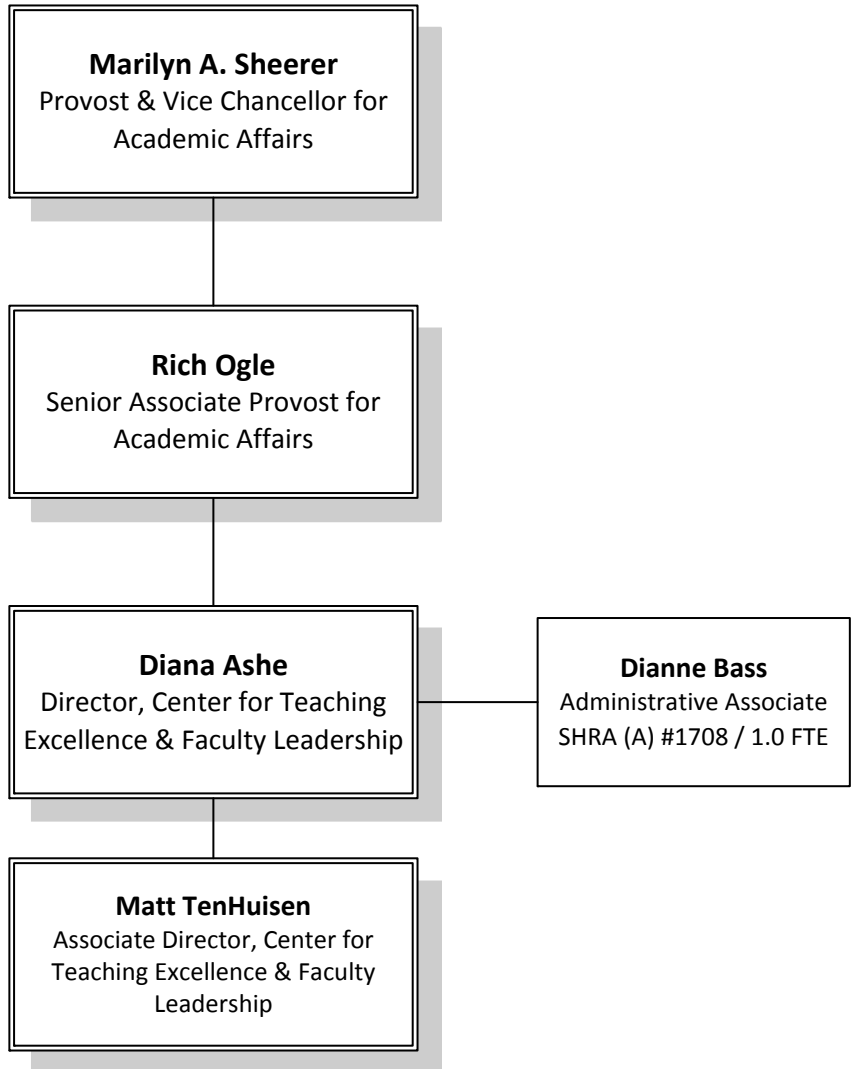 Marilyn A. Sheerer
Provost & Vice Chancellor for
Academic Affairs
Rich Ogle
Senior Associate Provost for
Academic Affairs
Diana Ashe
Director, Center for Teaching
Excellence & Faculty Leadership
Dianne Bass
Administrative Associate
SHRA (A) #1708 / 1.0 FTE
Matt TenHuisen
Associate Director, Center for
Teaching Excellence & Faculty
Leadership